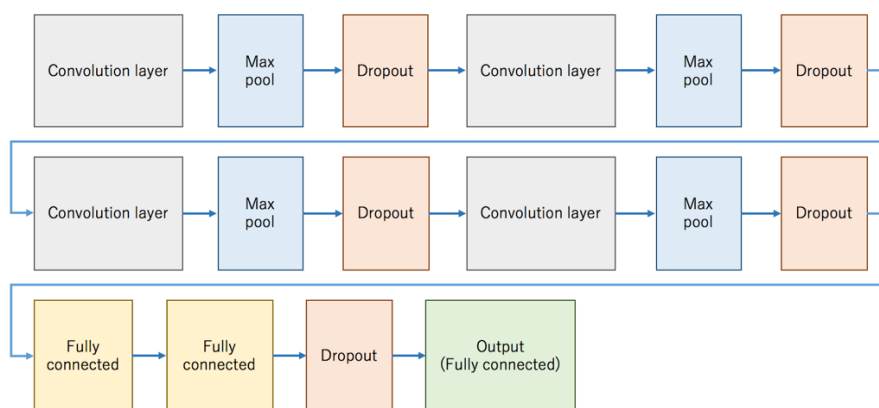 Convolution layer
Max
pool
Dropout
Convolution layer
Max
pool
Dropout
Convolution layer
Max
pool
Dropout
Convolution layer
Max
pool
Dropout
Fully
connected
Fully
connected
Dropout
Output
(Fully connected)